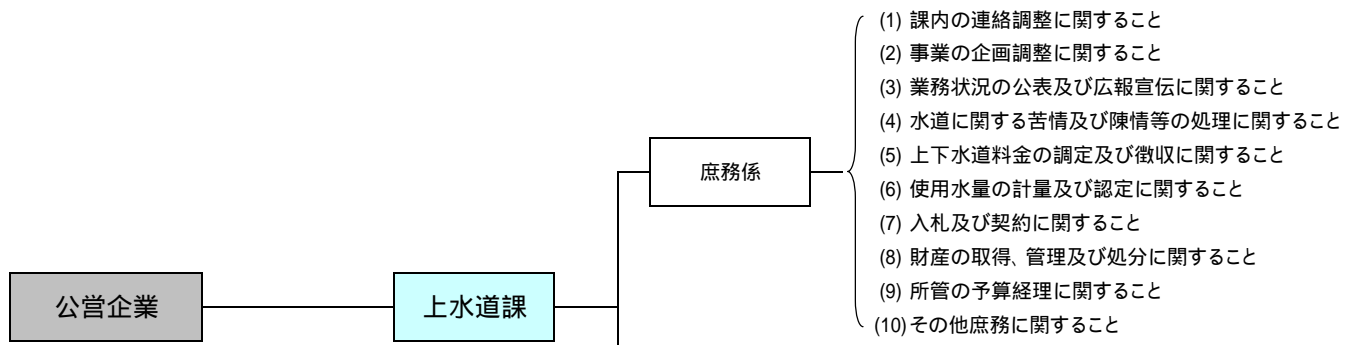 (1) 課内の連絡調整に関すること
(2) 事業の企画調整に関すること
(3) 業務状況の公表及び広報宣伝に関すること
(4) 水道に関する苦情及び陳情等の処理に関すること
(5) 上下水道料金の調定及び徴収に関すること
庶務係
(6) 使用水量の計量及び認定に関すること
(7) 入札及び契約に関すること
(8) 財産の取得、管理及び処分に関すること
公営企業
上水道課
(9) 所管の予算経理に関すること
(10)その他庶務に関すること